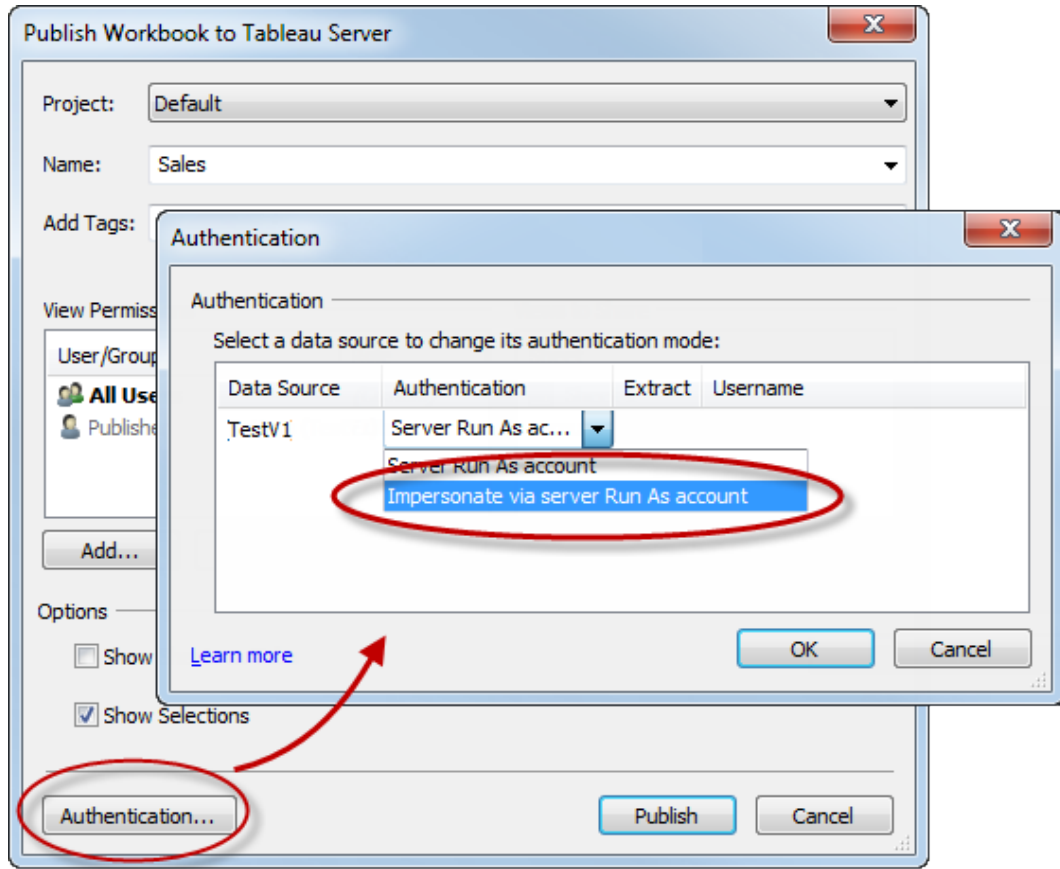 Publish Workbook to Tableau Server
Project: Default
Name: Sales
Add Tags:
Authentication
View Permiss
Authentication
Select a data source to change its authentication mode:
User/Group
Data Source Authentication Extract Username
All Use
Publishe
TestV1 Server Run As ac...
Server Run As account
Impersonate via server Run As account
Add...
Options
Show
Learn more
OK Cancel
Show Selections
Authentication...
Publish Cancel